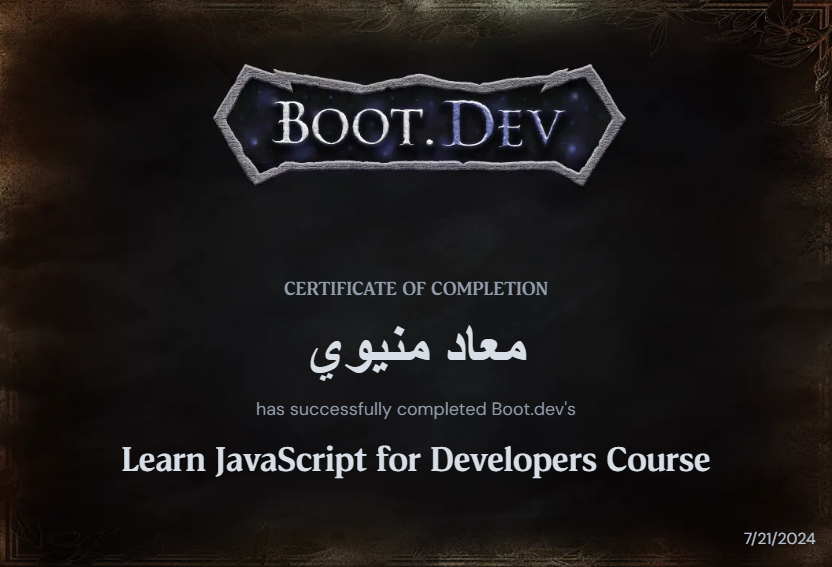 BOOT.DEV
CERTIFICATE OF COMPLETION
معاد منيوي
has successfully completed Boot.dev's
Learn JavaScript for Developers Course
7/21/2024